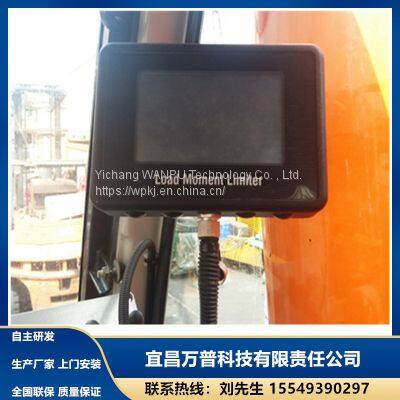 Yichang WANPU Technology Co. , Ltd.
https://wpkj.en.china.cn/
Load Moment Limiter
自主研发
生产厂家 上门安装
全国联保 质量保证
宜昌万普科技有限责任公司
联系热线：刘先生 15549390297